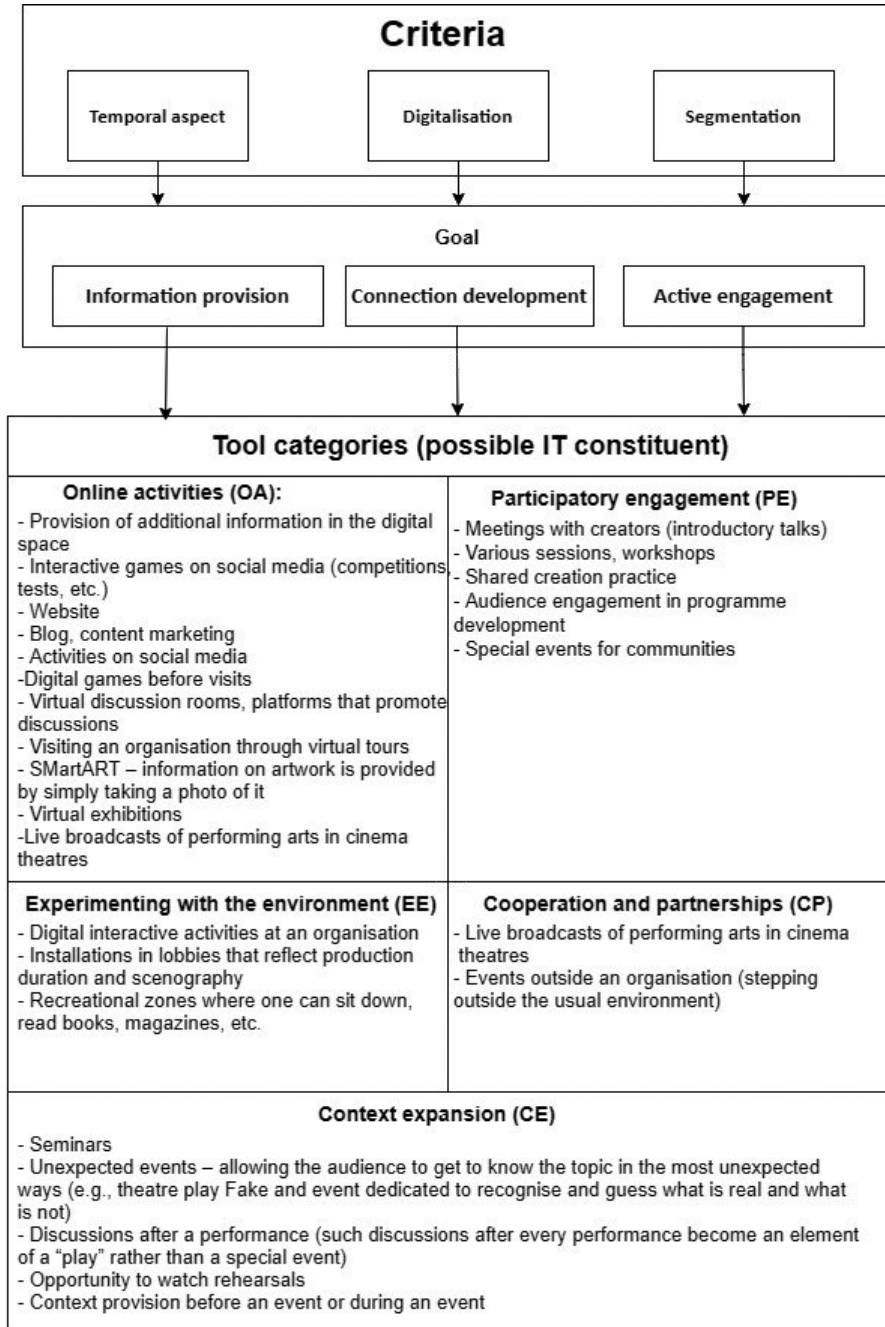 Criteria
Temporal aspect
Digitalisation
Segmentation
Goal
Information provision
Connection development
Active engagement
Tool categories (possible IT constituent)
Online activities (OA):
- Provision of additional information in the digital
space
- Interactive games on social media (competitions,
tests, etc.)
- Website
- Blog, content marketing
- Activities on social media
-Digital games before visits
- Virtual discussion rooms, platforms that promote
discussions
- Visiting an organisation through virtual tours
- SMartART – information on artwork is provided
by simply taking a photo of it
- Virtual exhibitions
-Live broadcasts of performing arts in cinema
theatres
Participatory engagement (PE)
- Meetings with creators (introductory talks)
- Various sessions, workshops
- Shared creation practice
- Audience engagement in programme
development
- Special events for communities
Experimenting with the environment (EE)
- Digital interactive activities at an organisation
- Installations in lobbies that reflect production
duration and scenography
- Recreational zones where one can sit down,
read books, magazines, etc.
Cooperation and partnerships (CP)
- Live broadcasts of performing arts in cinema
theatres
- Events outside an organisation (stepping
outside the usual environment)
Context expansion (CE)
- Seminars
- Unexpected events – allowing the audience to get to know the topic in the most unexpected
ways (e.g., theatre play Fake and event dedicated to recognise and guess what is real and what
is not)
- Discussions after a performance (such discussions after every performance become an element
of a “play” rather than a special event)
- Opportunity to watch rehearsals
- Context provision before an event or during an event